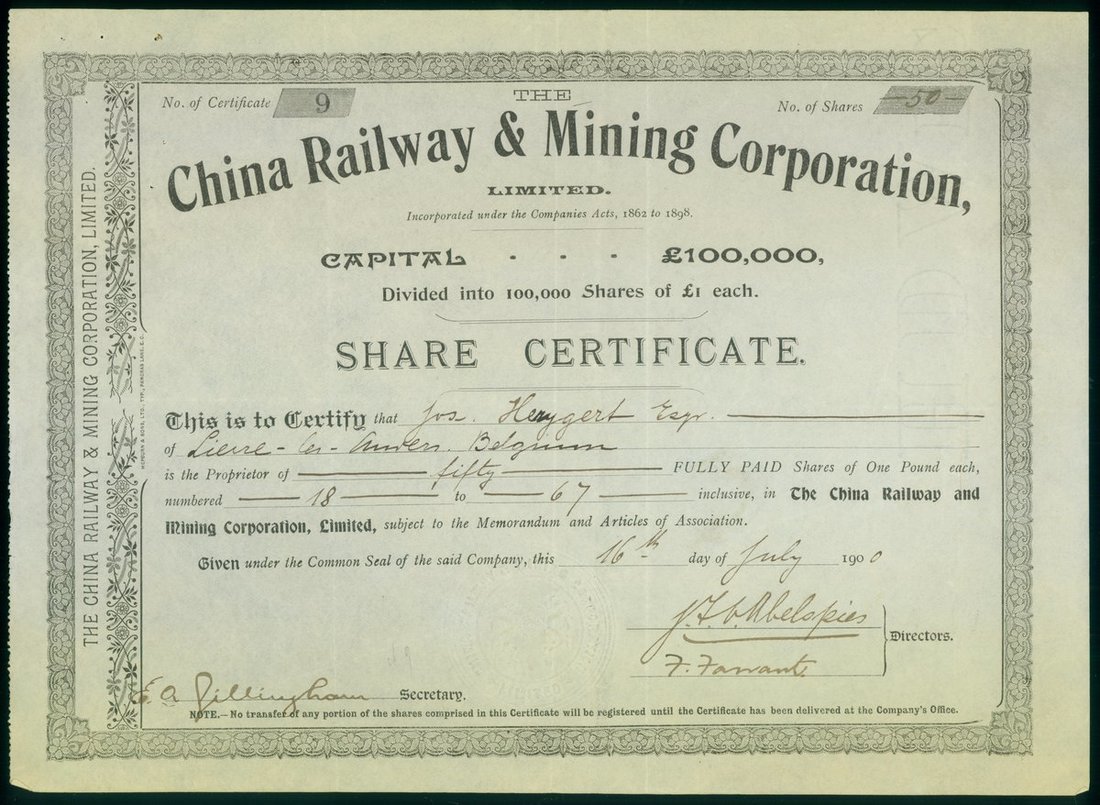 No. of Certificate 9
No. of Shares 50
THE
China Railway & Mining Corporation,
LIMITED.
Incorporated under the Companies Acts, 1862 to 1898.
CAPITAL - - - £100,000,
Divided into 100,000 Shares of £1 each.
SHARE CERTIFICATE.
This is to Certify that Jos. Heygert Esqr.
of Lierre-les-Anvers. Belgium
is the Proprietor of fifty FULLY PAID Shares of One Pound each,
numbered 18 to 67 inclusive, in The China Railway and
Mining Corporation, Limited, subject to the Memorandum and Articles of Association.
Given under the Common Seal of the said Company, this 16th day of July 1900
Directors.
F. Farrant
E A Gillingham Secretary.
NOTE.—No transfer of any portion of the shares comprised in this Certificate will be registered until the Certificate has been delivered at the Company's Office.
THE CHINA RAILWAY & MINING CORPORATION, LIMITED.